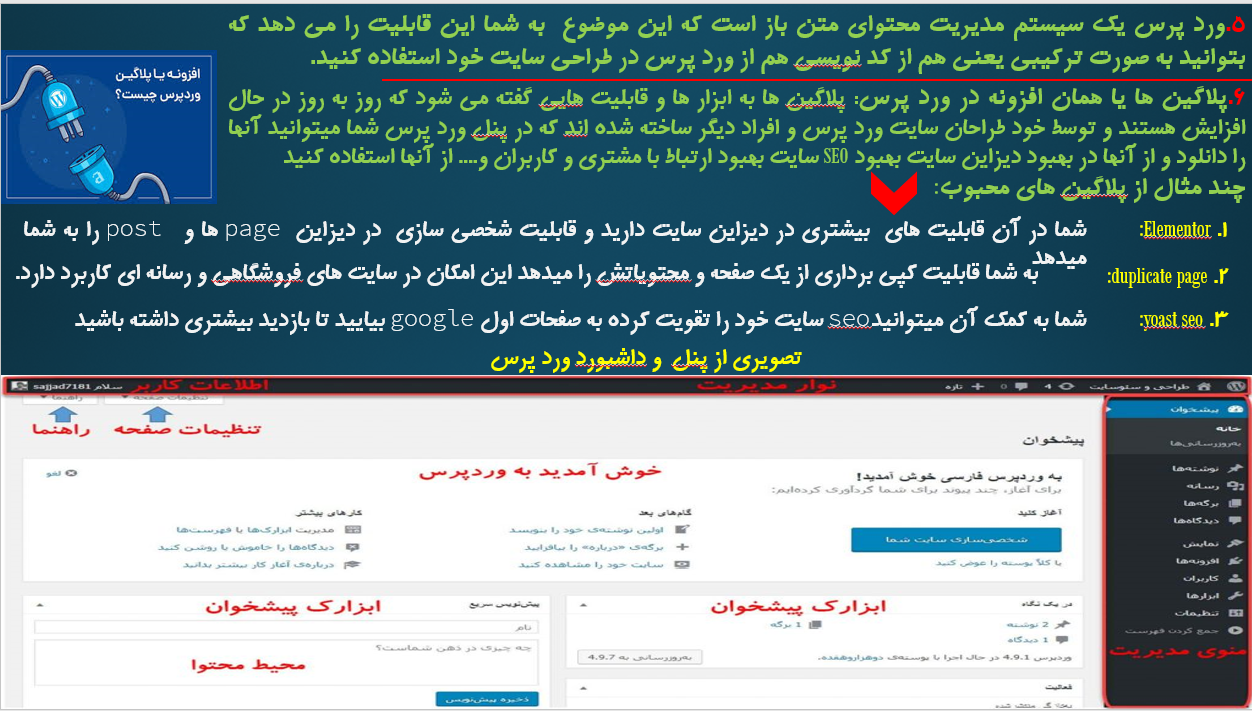 ۵.ورد پرس یک سیستم مدیریت محتوای متن باز است که این موضوع به شما این قابلیت را می دهد که
بتوانید به صورت ترکیبی یعنی هم از کد نویسی هم از ورد پرس در طراحی سایت خود استفاده کنید.
افزونه یا پلاگین
وردپرس چیست؟
۶.پلاگین ها یا همان افزونه در ورد پرس: پلاگین ها به ابزار ها و قابلیت هایی گفته می شود که روز به روز در حال
افزایش هستند و توسط خود طراحان سایت ورد پرس و افراد دیگر ساخته شده اند که در پنل ورد پرس شما میتوانید آنها
را دانلود و از آنها در بهبود دیزاین سایت بهبود SEO سایت بهبود ارتباط با مشتری و کاربران و.... از آنها استفاده کنید
چند مثال از پلاگین های محبوب:
۱. Elementor: شما در آن قابلیت های بیشتری در دیزاین سایت دارید و قابلیت شخصی سازی در دیزاین page ها و post را به شما
میدهد
۲. duplicate page: به شما قابلیت کپی برداری از یک صفحه و محتویاتش را میدهد این امکان در سایت های فروشگاهی و رسانه ای کاربرد دارد.
۳. yoast seo: شما به کمک آن میتوانیدseo سایت خود را تقویت کرده به صفحات اول google بیایید تا بازدید بیشتری داشته باشید
تصویری از پنل و داشبورد ورد پرس
طراحی و سئوسایت 4 0 تازه
نوار مدیریت
اطلاعات کاربر
سلام sajjad7181
تنظیمات صفحه
راهنما
تنظیمات صفحه
راهنما
پیشخوان
خانه
به‌روزرسانی‌ها
نوشته‌ها
رسانه
برگه‌ها
دیدگاه‌ها
نمایش
افزونه‌ها
کاربران
ابزارها
تنظیمات
جمع کردن فهرست
منوی مدیریت
پیشخوان
خوش آمدید به وردپرس
لغو
به وردپرس فارسی خوش آمدید!
برای آغاز، چند پیوند برای شما گردآوری کرده‌ایم:
آغاز کنید
شخصی‌سازی سایت شما
یا کلاً پوسته را عوض کنید
گام‌های بعد
اولین نوشته‌ی خود را بنویسد
برگه‌ی «درباره» را بیافزایید
سایت خود را مشاهده کنید
کارهای بیشتر
مدیریت ابزارک‌ها یا فهرست‌ها
دیدگاه‌ها را خاموش یا روشن کنید
درباره‌ی آغاز کار بیشتر بدانید
در یک نگاه
ابزارک پیشخوان
2 نوشته
1 برگه
1 دیدگاه
وردپرس 4.9.1 در حال اجرا با پوسته‌ی دوهزاروهفده.
به‌روزرسانی به 4.9.7
فعالیت
پیش‌نویس سریع
ابزارک پیشخوان
نام
چه چیزی در ذهن شماست؟
محیط محتوا
ذخیره پیش‌نویس